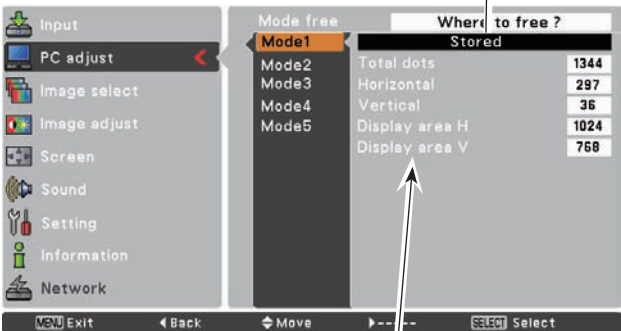 Input
PC adjust
Image select
Image adjust
Screen
Sound
Setting
Information
Network
Mode free
Where to free ?
Mode1
Stored
Mode2
Total dots 1344
Mode3
Horizontal 297
Vertical 36
Mode4
Mode5
Display area H 1024
Display area V 768
MENU Exit
Back
Move
-----
SELECT Select